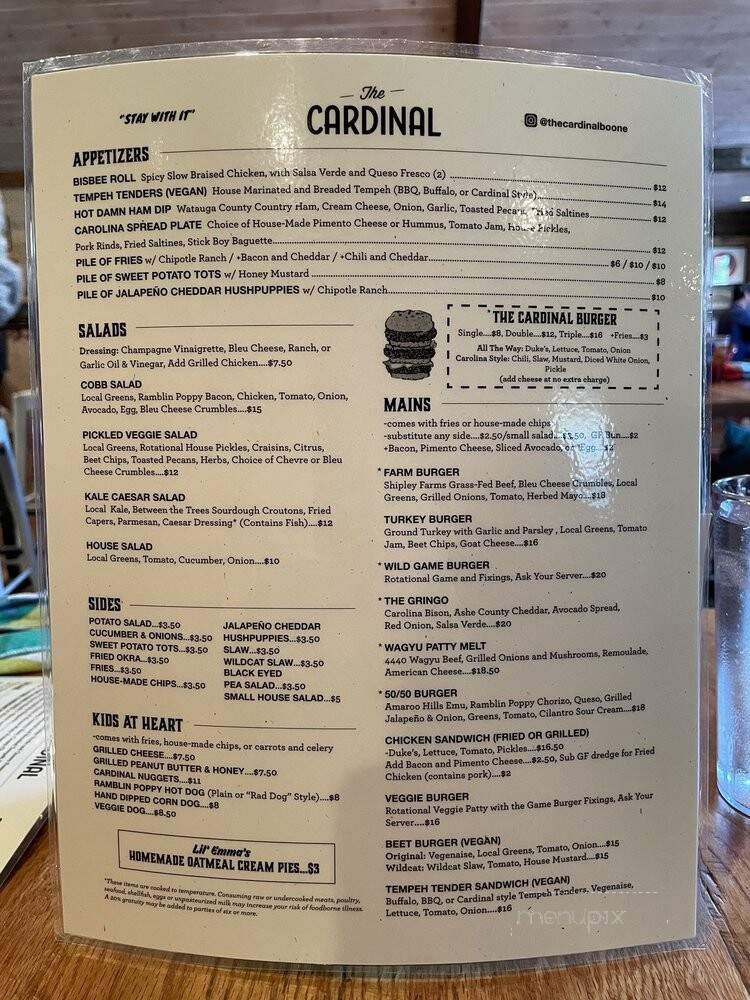 "STAY WITH IT"
The
CARDINAL
@thecardinalboone
APPETIZERS
BISBEE ROLL Spicy Slow Braised Chicken, with Salsa Verde and Queso Fresco (2) $12
TEMPEH TENDERS (VEGAN) House Marinated and Breaded Tempeh (BBQ, Buffalo, or Cardinal Style) $14
HOT DAMN HAM DIP Watauga County Country Ham, Cream Cheese, Onion, Garlic, Toasted Pecans, Fried Saltines $12
CAROLINA SPREAD PLATE Choice of House-Made Pimento Cheese or Hummus, Tomato Jam, House Pickles,
Pork Rinds, Fried Saltines, Stick Boy Baguette $12
PILE OF FRIES w/ Chipotle Ranch / +Bacon and Cheddar / +Chili and Cheddar $6 / $10 / $10
PILE OF SWEET POTATO TOTS w/ Honey Mustard $8
PILE OF JALAPEÑO CHEDDAR HUSHPUPPIES w/ Chipotle Ranch $10
SALADS
Dressing: Champagne Vinaigrette, Bleu Cheese, Ranch, or
Garlic Oil & Vinegar, Add Grilled Chicken....$7.50
COBB SALAD
Local Greens, Ramblin Poppy Bacon, Chicken, Tomato, Onion,
Avocado, Egg, Bleu Cheese Crumbles....$15
PICKLED VEGGIE SALAD
Local Greens, Rotational House Pickles, Craisins, Citrus,
Beet Chips, Toasted Pecans, Herbs, Choice of Chevre or Bleu
Cheese Crumbles....$12
KALE CAESAR SALAD
Local Kale, Between the Trees Sourdough Croutons, Fried
Capers, Parmesan, Caesar Dressing* (Contains Fish)....$12
HOUSE SALAD
Local Greens, Tomato, Cucumber, Onion....$10
SIDES
POTATO SALAD...$3.50
CUCUMBER & ONIONS...$3.50
SWEET POTATO TOTS...$3.50
FRIED OKRA...$3.50
FRIES...$3.50
HOUSE-MADE CHIPS...$3.50
JALAPEÑO CHEDDAR
HUSHPUPPIES...$3.50
SLAW...$3.50
WILDCAT SLAW...$3.50
BLACK EYED
PEA SALAD...$3.50
SMALL HOUSE SALAD...$5
KIDS AT HEART
-comes with fries, house-made chips, or carrots and celery
GRILLED CHEESE....$7.50
GRILLED PEANUT BUTTER & HONEY....$7.50
CARDINAL NUGGETS....$11
RAMBLIN POPPY HOT DOG (Plain or "Rad Dog" Style)....$8
HAND DIPPED CORN DOG....$8
VEGGIE DOG....$8.50
Lil' Emma's
HOMEMADE OATMEAL CREAM PIES...$3
*These items are cooked to temperature. Consuming raw or undercooked meats, poultry,
seafood, shellfish, eggs or unpasteurized milk may increase your risk of foodborne illness.
A 20% gratuity may be added to parties of six or more.
*THE CARDINAL BURGER
Single....$8, Double....$12, Triple....$16 +Fries....$3
All The Way: Duke's, Lettuce, Tomato, Onion
Carolina Style: Chili, Slaw, Mustard, Diced White Onion,
Pickle
(add cheese at no extra charge)
MAINS
-comes with fries or house-made chips
-substitute any side....$2.50/small salad....$3.50, GF Bun....$2
+Bacon, Pimento Cheese, Sliced Avocado, or Egg....$2
* FARM BURGER
Shipley Farms Grass-Fed Beef, Bleu Cheese Crumbles, Local
Greens, Grilled Onions, Tomato, Herbed Mayo....$18
TURKEY BURGER
Ground Turkey with Garlic and Parsley , Local Greens, Tomato
Jam, Beet Chips, Goat Cheese....$16
* WILD GAME BURGER
Rotational Game and Fixings, Ask Your Server....$20
* THE GRINGO
Carolina Bison, Ashe County Cheddar, Avocado Spread,
Red Onion, Salsa Verde....$20
* WAGYU PATTY MELT
4440 Wagyu Beef, Grilled Onions and Mushrooms, Remoulade,
American Cheese....$18.50
* 50/50 BURGER
Amaroo Hills Emu, Ramblin Poppy Chorizo, Queso, Grilled
Jalapeño & Onion, Greens, Tomato, Cilantro Sour Cream....$18
CHICKEN SANDWICH (FRIED OR GRILLED)
-Duke's, Lettuce, Tomato, Pickles....$16.50
Add Bacon and Pimento Cheese....$2.50, Sub GF dredge for Fried
Chicken (contains pork)....$2
VEGGIE BURGER
Rotational Veggie Patty with the Game Burger Fixings, Ask Your
Server....$16
BEET BURGER (VEGAN)
Original: Vegenaise, Local Greens, Tomato, Onion....$15
Wildcat: Wildcat Slaw, Tomato, House Mustard....$15
TEMPEH TENDER SANDWICH (VEGAN)
Buffalo, BBQ, or Cardinal style Tempeh Tenders, Vegenaise,
Lettuce, Tomato, Onion....$16
menupix